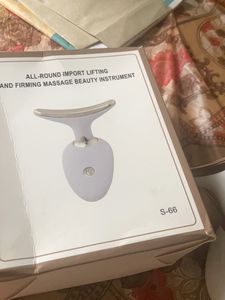 ALL-ROUND IMPORT LIFTING
AND FIRMING MASSAGE BEAUTY INSTRUMENT
S-66